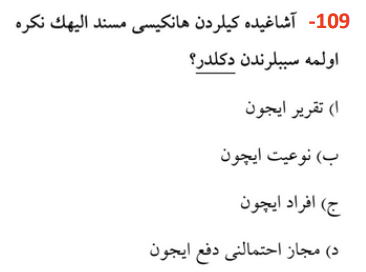 109- آشاغیده کیلردن هانکیسی مسند الیهك نکره
اولمه سببلرندن دکلدر؟
ا) تقریر ایچون
ب) نوعیت ایچون
ج) افراد ایچون
د) مجاز احتمالنی دفع ایچون